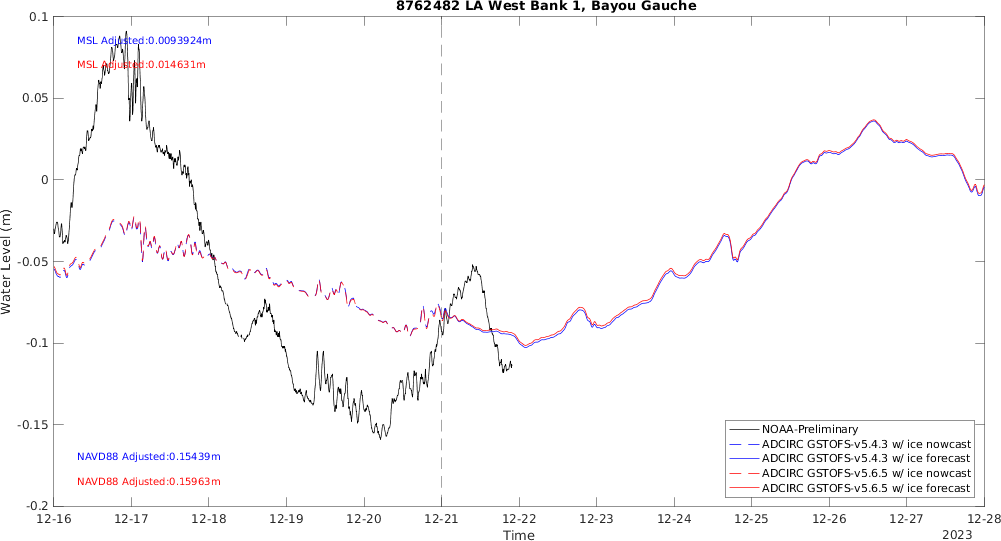 8762482 LA West Bank 1, Bayou Gauche
0.1
MSL Adjusted:0.0093924m
MSL Adjusted:0.014631m
0.05
0
-0.05
Water Level (m)
-0.1
-0.15
NOAA-Preliminary
ADCIRC GSTOFS-v5.4.3 w/ ice nowcast
NAVD88 Adjusted:0.15439m
ADCIRC GSTOFS-v5.4.3 w/ ice forecast
ADCIRC GSTOFS-v5.6.5 w/ ice nowcast
NAVD88 Adjusted:0.15963m
ADCIRC GSTOFS-v5.6.5 w/ ice forecast
-0.2
12-16 12-17 12-18 12-19 12-20 12-21 12-22 12-23 12-24 12-25 12-26 12-27 12-28
Time
2023